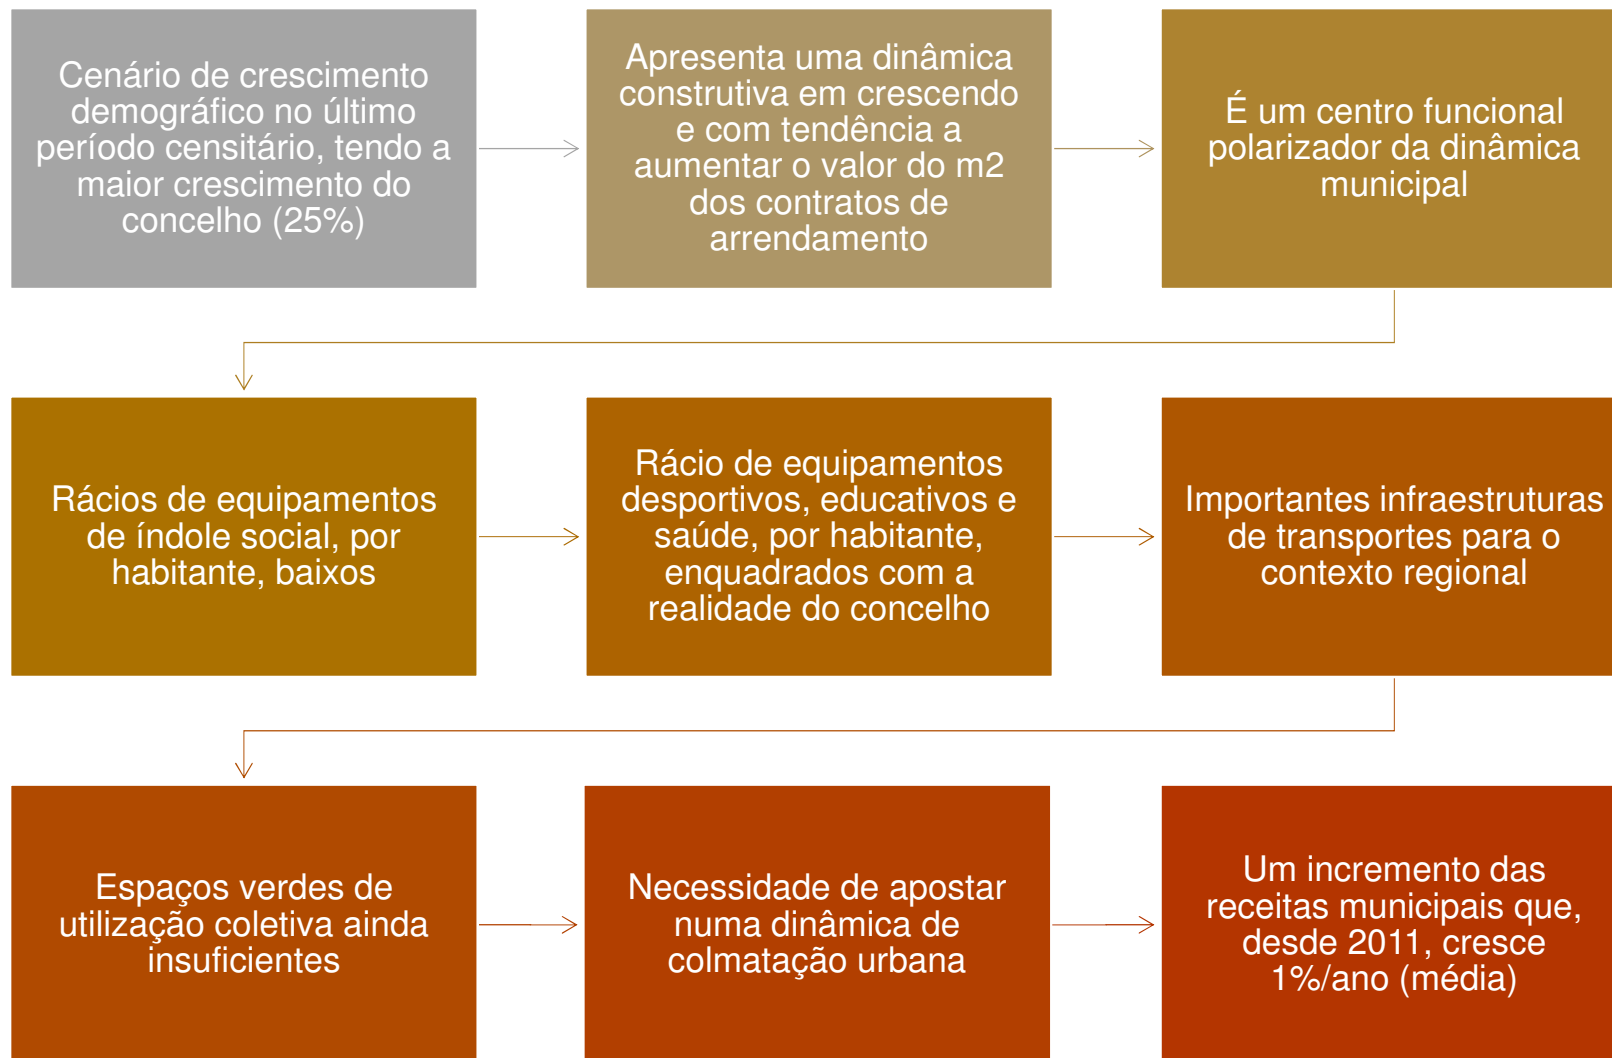 Cenário de crescimento
demográfico no último
período censitário, tendo a
maior crescimento do
concelho (25%)
Apresenta uma dinâmica
construtiva em crescendo
e com tendência a
aumentar o valor do m2
dos contratos de
arrendamento
É um centro funcional
polarizador da dinâmica
municipal
Rácios de equipamentos
de índole social, por
habitante, baixos
Rácio de equipamentos
desportivos, educativos e
saúde, por habitante,
enquadrados com a
realidade do concelho
Importantes infraestruturas
de transportes para o
contexto regional
Espaços verdes de
utilização coletiva ainda
insuficientes
Necessidade de apostar
numa dinâmica de
colmatação urbana
Um incremento das
receitas municipais que,
desde 2011, cresce
1%/ano (média)